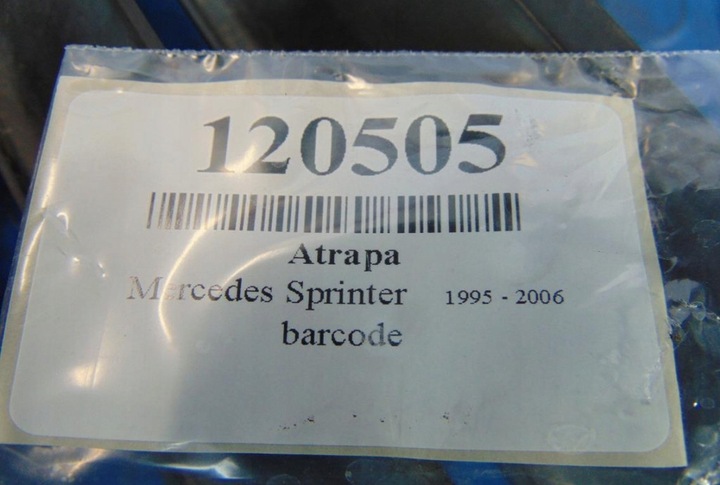 120505
Atrapa
Mercedes Sprinter 1995 - 2006
barcode